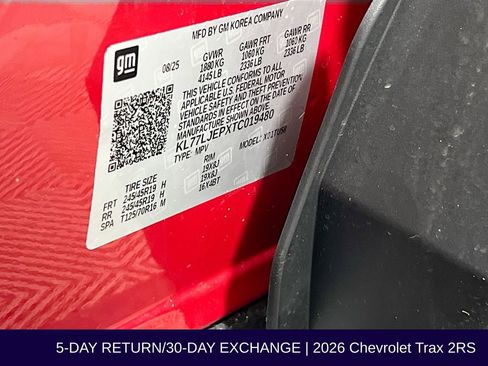 MFD BY GM KOREA COMPANY
gm
08/25
GVWR GAWR FRT GAWR RR
1880 KG 1060 KG 1060 KG
4145 LB 2336 LB 2336 LB
THIS VEHICLE CONFORMS TO ALL
APPLICABLE U.S. FEDERAL MOTOR
VEHICLE SAFETY AND THEFT PREVENTION
STANDARDS IN EFFECT ON THE DATE OF
MANUFACTURE SHOWN ABOVE.
KL77LJEPXTC019480
TYPE: MPV MODEL:
TIRE SIZE RIM
FRT 245/45R19 H 19X8J
RR 245/45R19 H 19X8J
SPA T125/70R16 M 16X4BT
5-DAY RETURN/30-DAY EXCHANGE | 2026 Chevrolet Trax 2RS